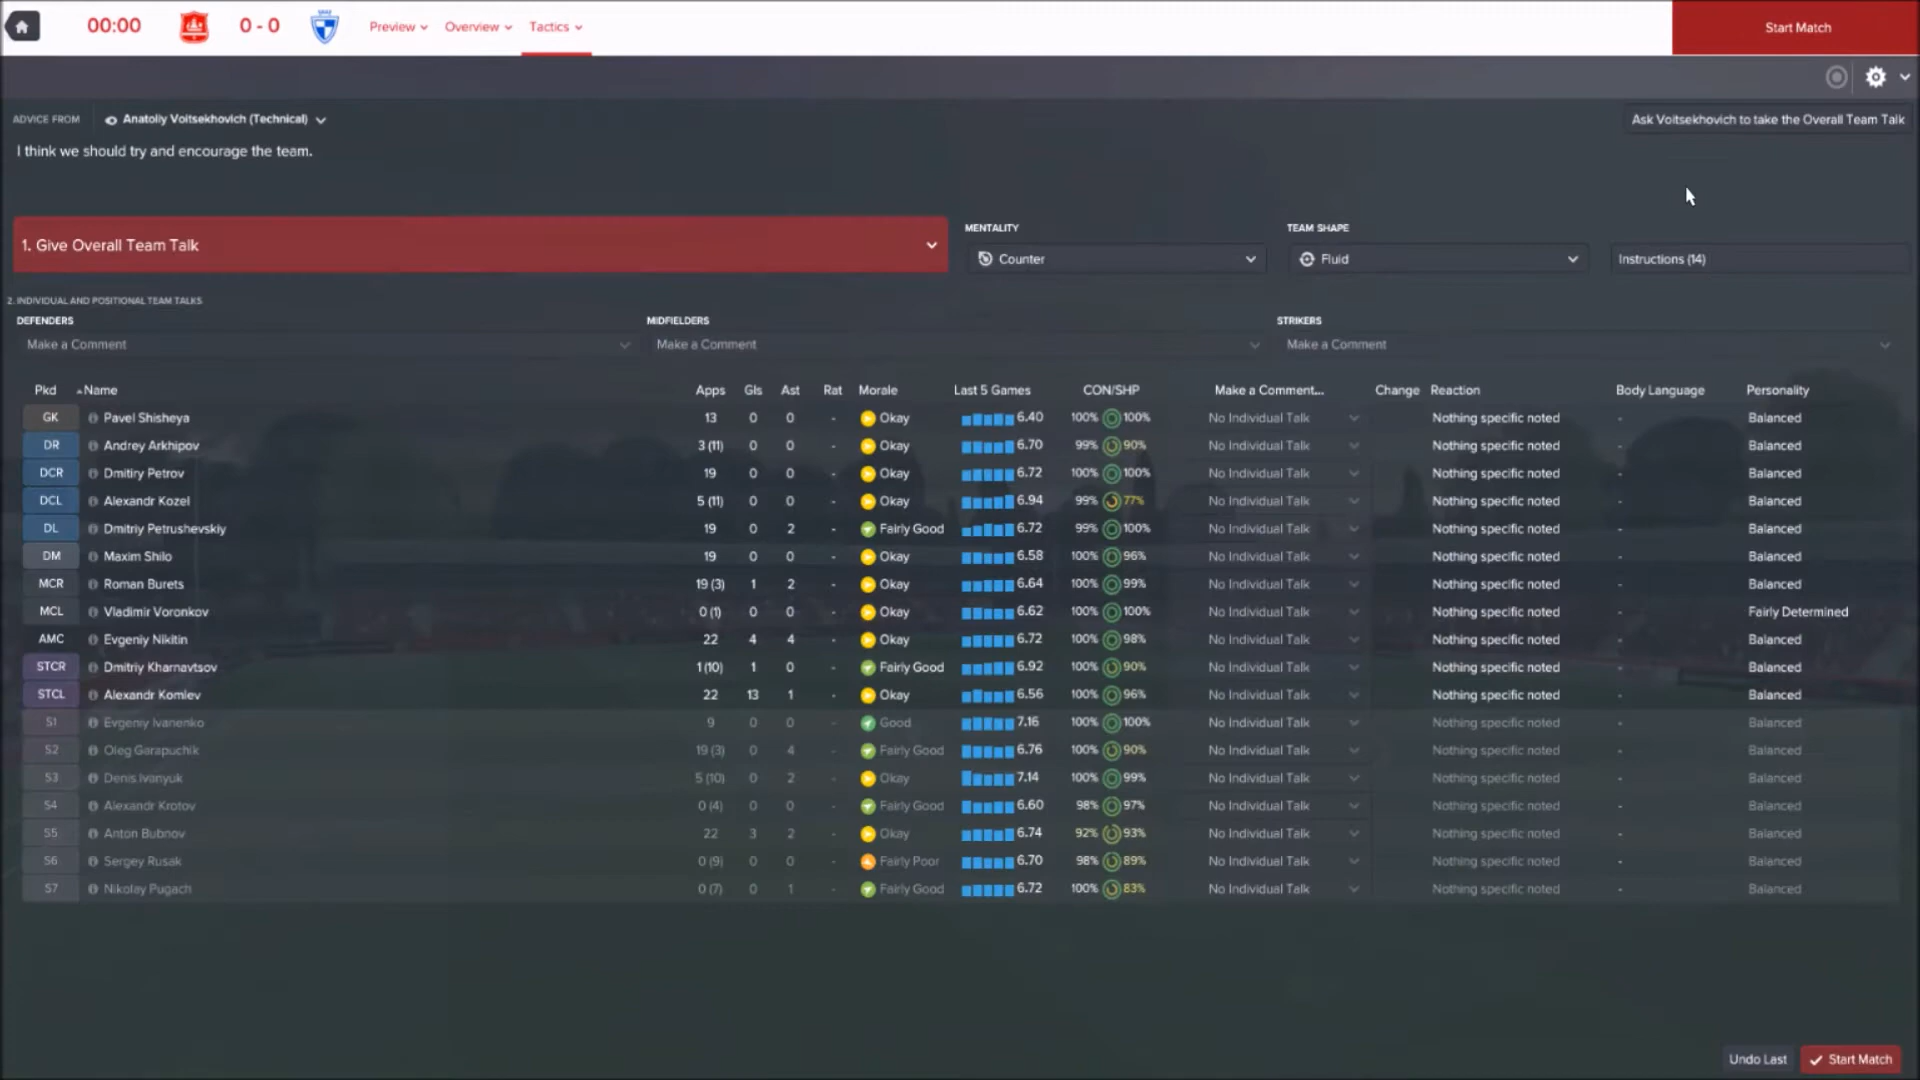 00:00 0 - 0 Preview Overview Tactics Start Match
ADVICE FROM Anatoliy Voitsekhovich (Technical) Ask Voitsekhovich to take the Overall Team Talk
I think we should try and encourage the team.
MENTALITY TEAM SHAPE
1. Give Overall Team Talk Counter Fluid Instructions (14)
2. INDIVIDUAL AND POSITIONAL TEAM TALKS
DEFENDERS MIDFIELDERS STRIKERS
Make a Comment Make a Comment Make a Comment
Pkd Name Apps Gls Ast Rat Morale Last 5 Games CON/SHP Make a Comment... Change Reaction Body Language Personality
GK Pavel Shisheya 13 0 0 - Okay 6.40 100% 100% No Individual Talk Nothing specific noted - Balanced
DR Andrey Arkhipov 3 (11) 0 0 - Okay 6.70 99% 90% No Individual Talk Nothing specific noted - Balanced
DCR Dmitiry Petrov 19 0 0 - Okay 6.72 100% 100% No Individual Talk Nothing specific noted - Balanced
DCL Alexandr Kozel 5 (11) 0 0 - Okay 6.94 99% 77% No Individual Talk Nothing specific noted - Balanced
DL Dmitriy Petrushevskiy 19 0 2 - Fairly Good 6.72 99% 100% No Individual Talk Nothing specific noted - Balanced
DM Maxim Shilo 19 0 0 - Okay 6.58 100% 96% No Individual Talk Nothing specific noted - Balanced
MCR Roman Burets 19 (3) 1 2 - Okay 6.64 100% 99% No Individual Talk Nothing specific noted - Balanced
MCL Vladimir Voronkov 0 (1) 0 0 - Okay 6.62 100% 100% No Individual Talk Nothing specific noted - Fairly Determined
AMC Evgeniy Nikitin 22 4 4 - Okay 6.72 100% 98% No Individual Talk Nothing specific noted - Balanced
STCR Dmitriy Kharnavtsov 1 (10) 1 0 - Fairly Good 6.92 100% 90% No Individual Talk Nothing specific noted - Balanced
STCL Alexandr Komlev 22 13 1 - Okay 6.56 100% 96% No Individual Talk Nothing specific noted - Balanced
S1 Evgeniy Ivanenko 9 0 0 - Good 7.16 100% 100% No Individual Talk Nothing specific noted - Balanced
S2 Oleg Garapuchik 19 (3) 0 4 - Fairly Good 6.76 100% 90% No Individual Talk Nothing specific noted - Balanced
S3 Denis Ivanyuk 5 (10) 0 2 - Okay 7.14 100% 99% No Individual Talk Nothing specific noted - Balanced
S4 Alexandr Krotov 0 (4) 0 0 - Fairly Good 6.60 98% 97% No Individual Talk Nothing specific noted - Balanced
S5 Anton Bubnov 22 3 2 - Okay 6.74 92% 93% No Individual Talk Nothing specific noted - Balanced
S6 Sergey Rusak 0 (9) 0 0 - Fairly Poor 6.70 98% 89% No Individual Talk Nothing specific noted - Balanced
S7 Nikolay Pugach 0 (7) 0 1 - Fairly Good 6.72 100% 83% No Individual Talk Nothing specific noted - Balanced
Undo Last Start Match